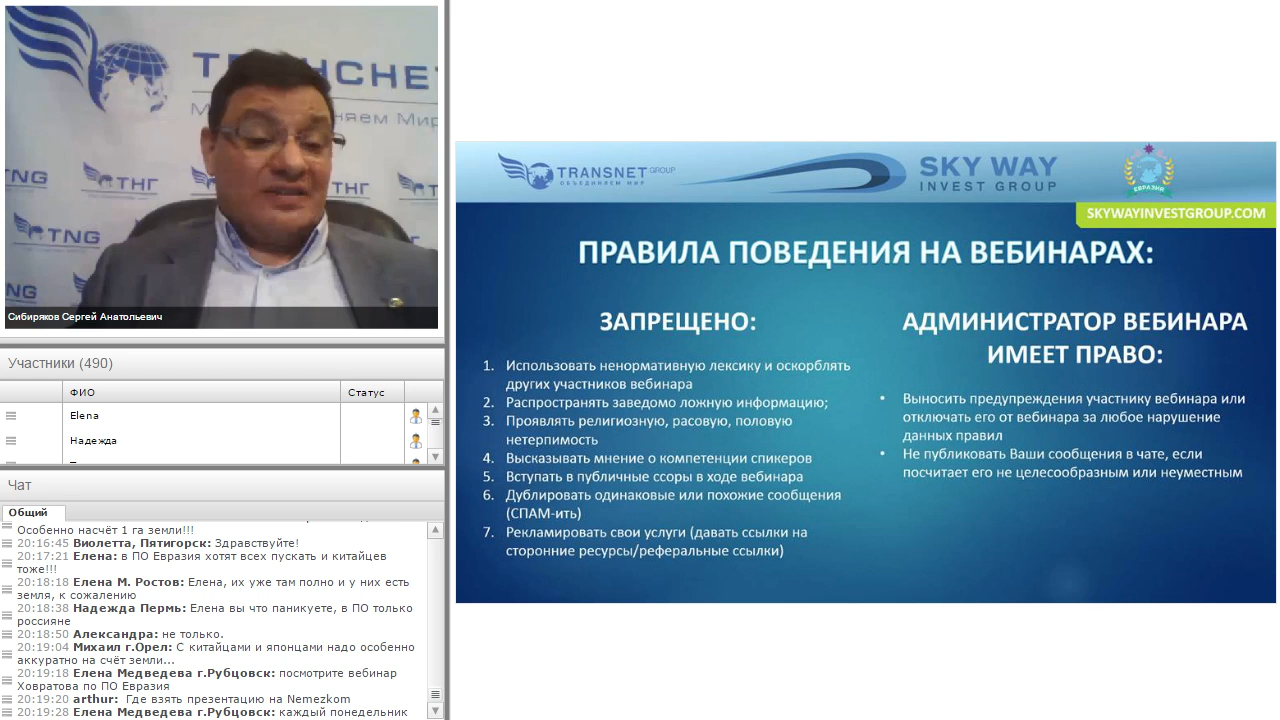 ТРАНСНЕТ
TNG
ТНГ
TNG
TNG
Сибиряков Сергей Анатольевич
Участники (490)
ФИО Статус
Elena
Надежда
Чат
Общий
Особенно насчёт 1 га земли!!!
20:16:45 Виолетта, Пятигорск: Здравствуйте!
20:17:21 Елена: в ПО Евразия хотят всех пускать и китайцев
тоже!!!
20:18:18 Елена М. Ростов: Елена, их уже там полно и у них есть
земля, к сожалению
20:18:38 Надежда Пермь: Елена вы что паникуете, в ПО только
россияне
20:18:50 Александра: не только.
20:19:04 Михаил г.Орел: С китайцами и японцами надо особенно
аккуратно на счёт земли...
20:19:18 Елена Медведева г.Рубцовск: посмотрите вебинар
Ховратова по ПО Евразия
20:19:20 arthur: Где взять презентацию на Nemezkom
20:19:28 Елена Медведева г.Рубцовск: каждый понедельник
TRANSNET GROUP
ОБЪЕДИНЯЕМ МИР
SKY WAY
INVEST GROUP
ЕВРАЗИЯ
SKYWAYINVESTGROUP.COM
ПРАВИЛА ПОВЕДЕНИЯ НА ВЕБИНАРАХ:
ЗАПРЕЩЕНО:
1. Использовать ненормативную лексику и оскорблять
других участников вебинара
2. Распространять заведомо ложную информацию;
3. Проявлять религиозную, расовую, половую
нетерпимость
4. Высказывать мнение о компетенции спикеров
5. Вступать в публичные ссоры в ходе вебинара
6. Дублировать одинаковые или похожие сообщения
(СПАМ-ить)
7. Рекламировать свои услуги (давать ссылки на
сторонние ресурсы/реферальные ссылки)
АДМИНИСТРАТОР ВЕБИНАРА
ИМЕЕТ ПРАВО:
• Выносить предупреждения участнику вебинара или
отключать его от вебинара за любое нарушение
данных правил
• Не публиковать Ваши сообщения в чате, если
посчитает его не целесообразным или неуместным